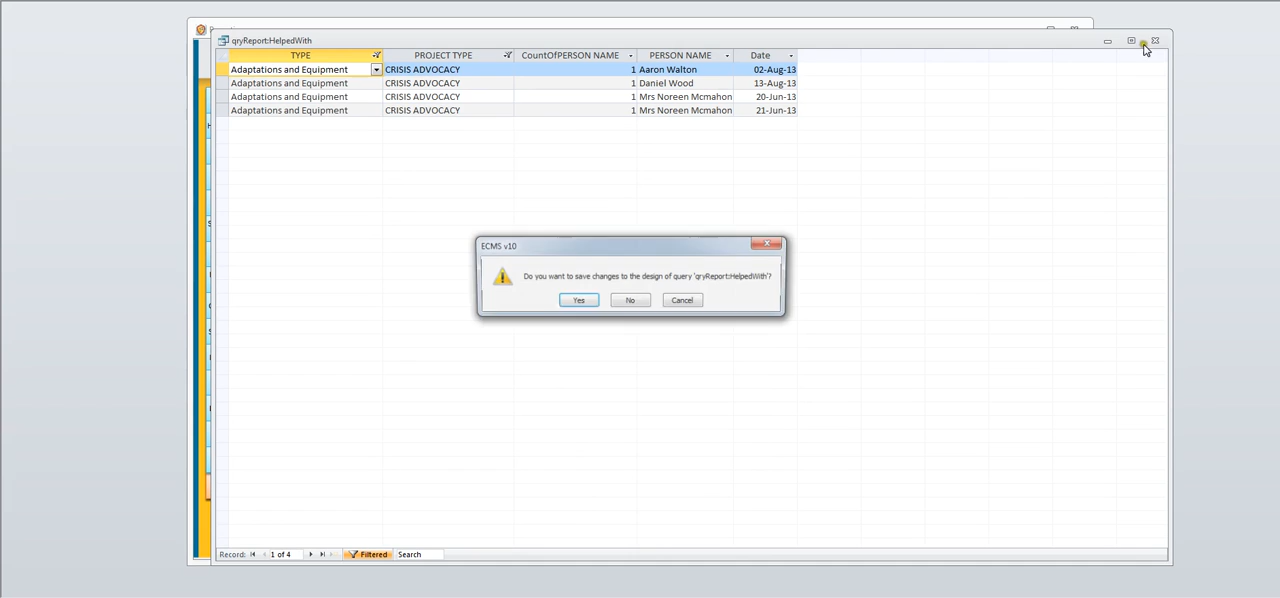 qryReport:HelpedWith
TYPE PROJECT TYPE CountOfPERSON NAME PERSON NAME Date
Adaptations and Equipment CRISIS ADVOCACY 1 Aaron Walton 02-Aug-13
Adaptations and Equipment CRISIS ADVOCACY 1 Daniel Wood 13-Aug-13
Adaptations and Equipment CRISIS ADVOCACY 1 Mrs Noreen Mcmahon 20-Jun-13
Adaptations and Equipment CRISIS ADVOCACY 1 Mrs Noreen Mcmahon 21-Jun-13
ECMS v10
Do you want to save changes to the design of query 'qryReport:HelpedWith'?
Yes No Cancel
Record: 1 of 4 Filtered Search